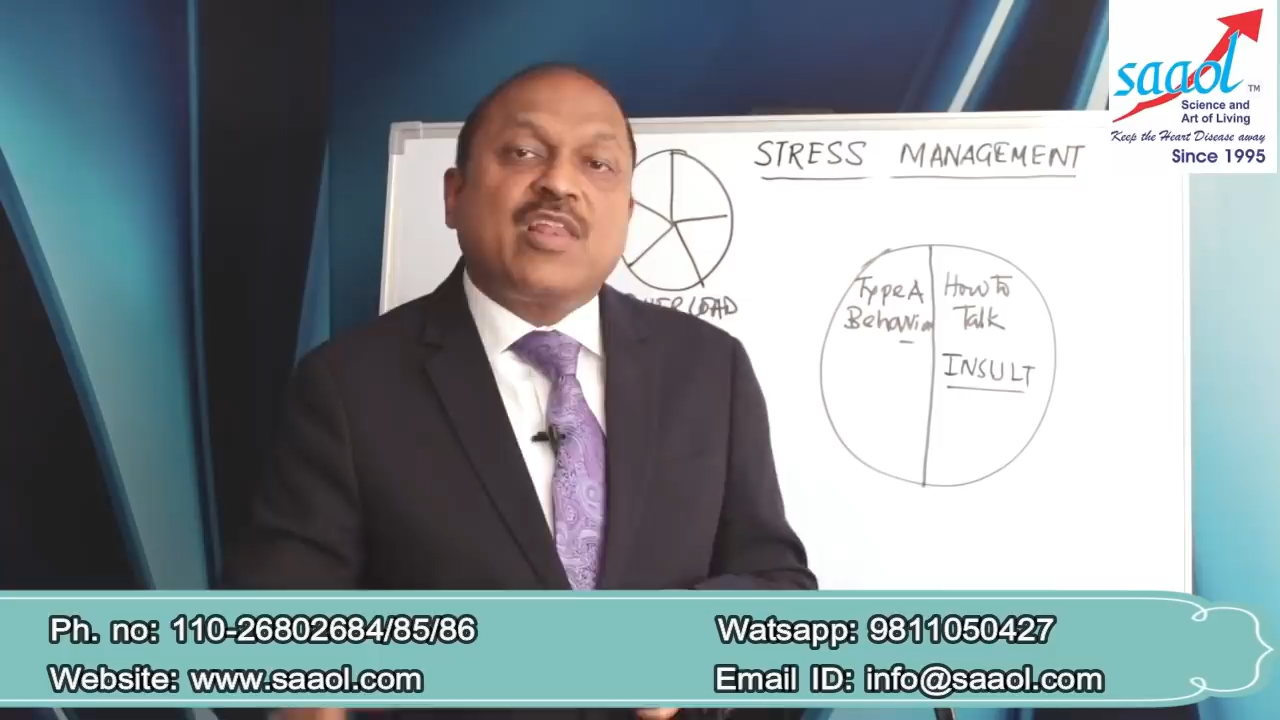 saaol TM
Science and
Art of Living
Keep the Heart Disease away
Since 1995
STRESS MANAGEMENT
Type A
Behavior
How To
Talk
INSULT
Ph. no: 110-26802684/85/86
Watsapp: 9811050427
Website: www.saaol.com
Email ID: info@saaol.com